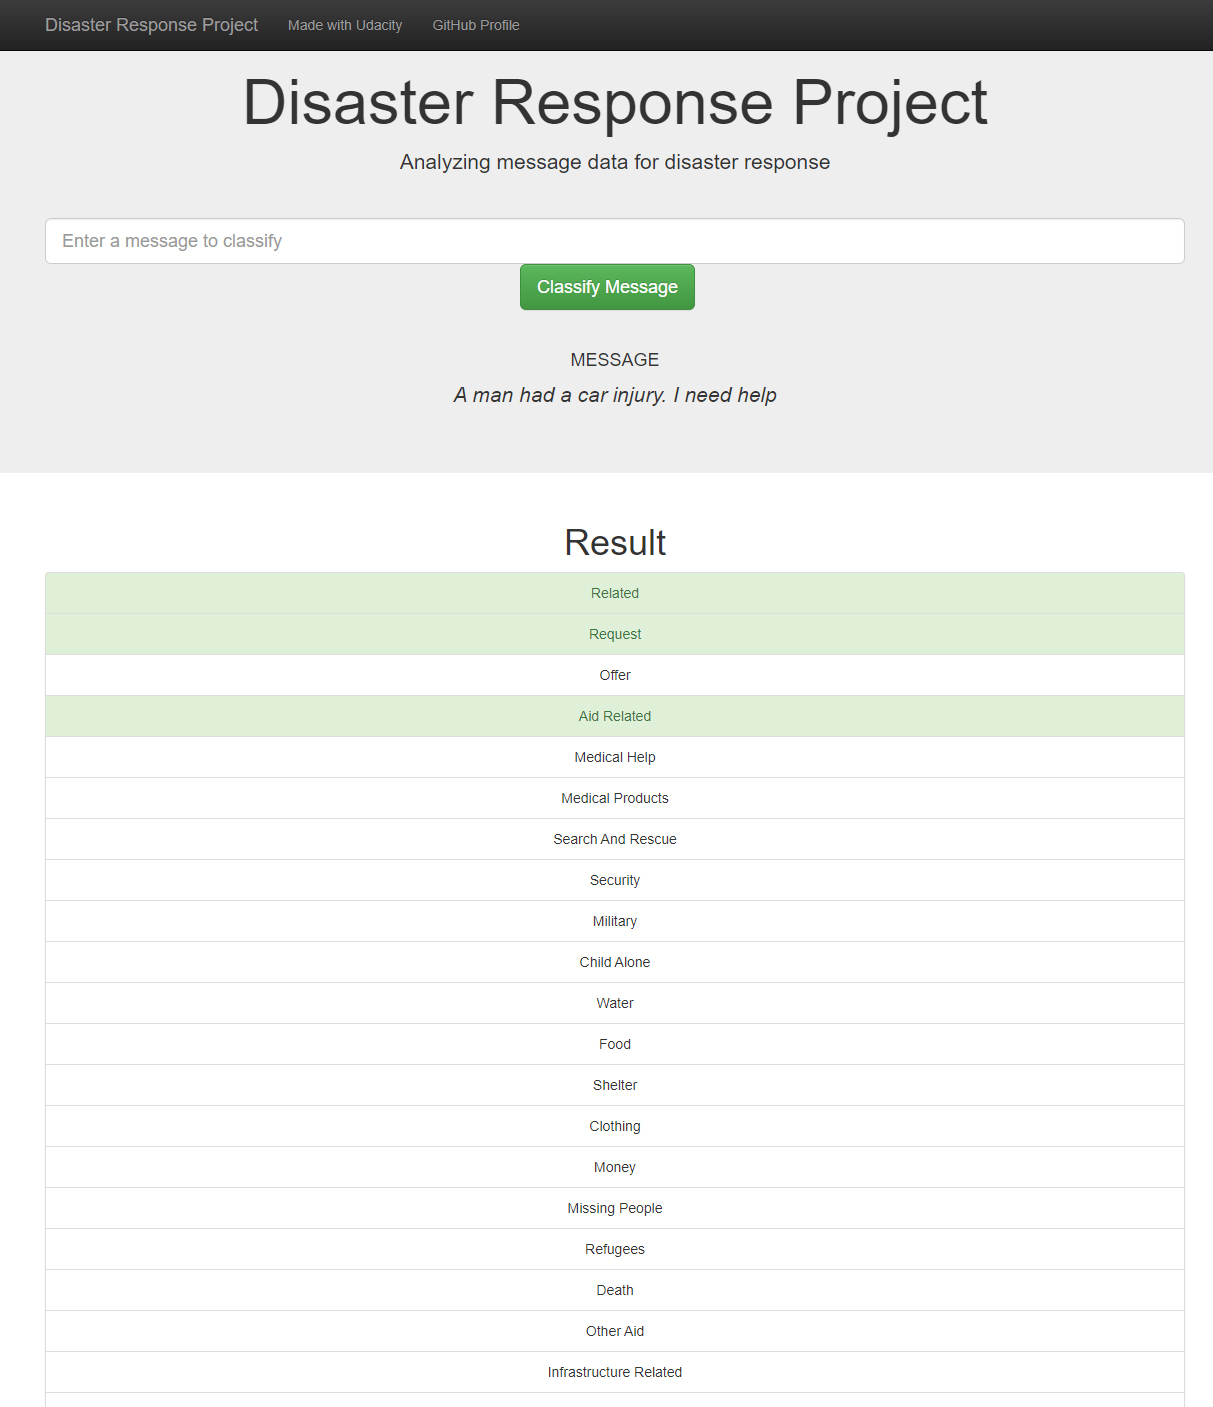 Disaster Response Project Made with Udacity GitHub Profile
Disaster Response Project
Analyzing message data for disaster response
Enter a message to classify
Classify Message
MESSAGE
A man had a car injury. I need help
Result
Related
Request
Offer
Aid Related
Medical Help
Medical Products
Search And Rescue
Security
Military
Child Alone
Water
Food
Shelter
Clothing
Money
Missing People
Refugees
Death
Other Aid
Infrastructure Related